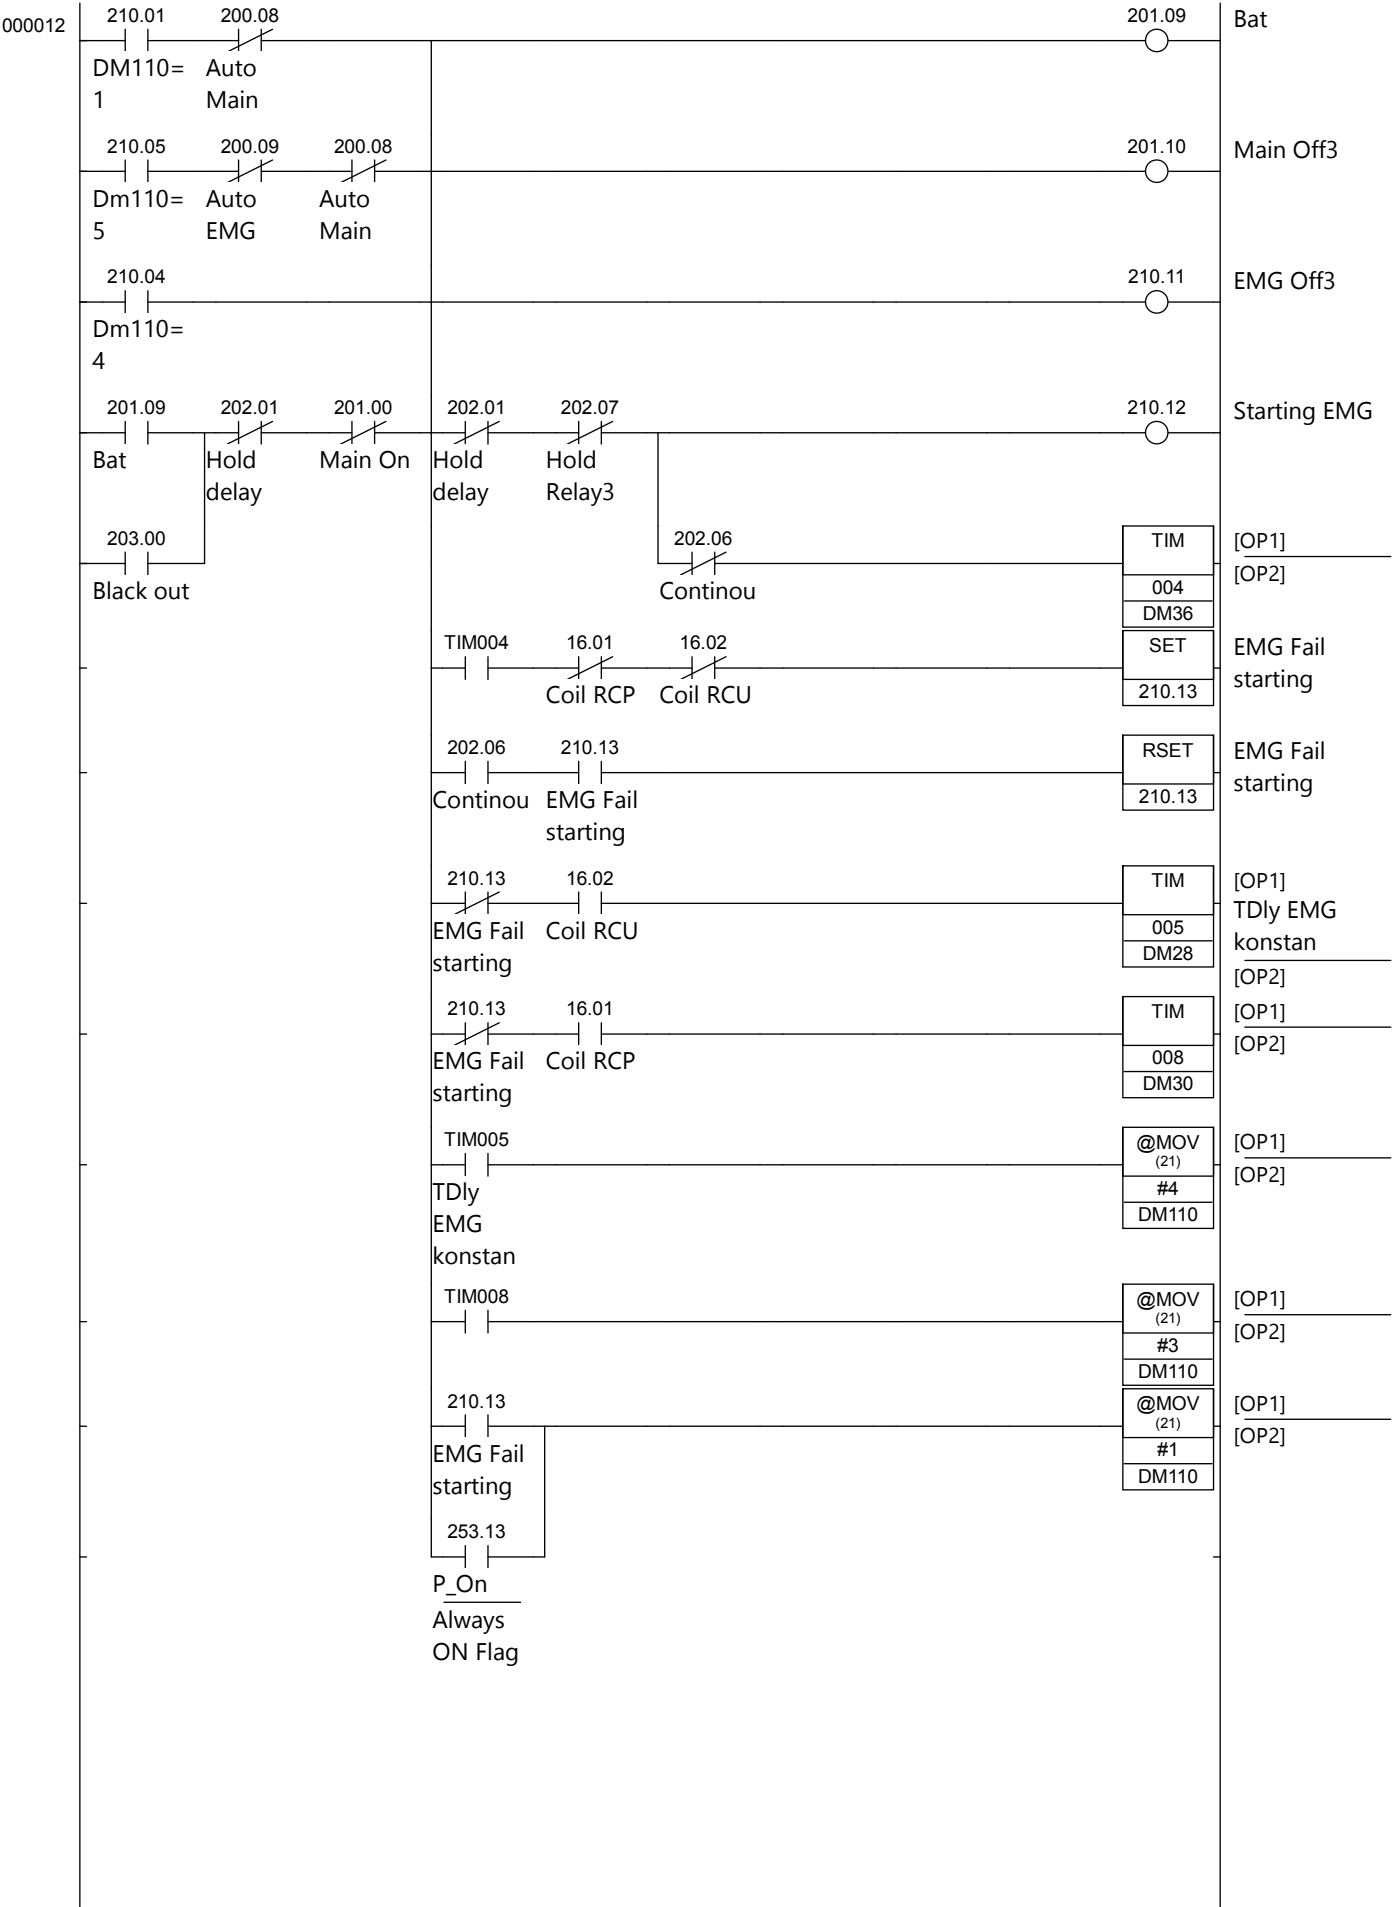 000012
210.01 200.08 201.09 Bat
DM110= Auto
1 Main
210.05 200.09 200.08 201.10 Main Off3
Dm110= Auto Auto
5 EMG Main
210.04 210.11 EMG Off3
Dm110=
4
201.09 202.01 201.00 202.01 202.07 210.12 Starting EMG
Bat Hold Main On Hold Hold
delay delay Relay3
203.00 202.06 TIM [OP1]
Black out Continou [OP2]
004
DM36
TIM004 16.01 16.02 SET EMG Fail
Coil RCP Coil RCU starting
210.13
202.06 210.13 RSET EMG Fail
Continou EMG Fail 210.13 starting
starting
210.13 16.02 TIM [OP1]
TDly EMG
EMG Fail Coil RCU 005 konstan
starting DM28
[OP2]
210.13 16.01 TIM [OP1]
[OP2]
EMG Fail Coil RCP 008
starting DM30
TIM005 @MOV [OP1]
(21)
[OP2]
TDly #4
EMG DM110
konstan
TIM008 @MOV [OP1]
(21)
[OP2]
#3
DM110
210.13 @MOV [OP1]
(21)
[OP2]
EMG Fail #1
starting DM110
253.13
P_On
Always
ON Flag